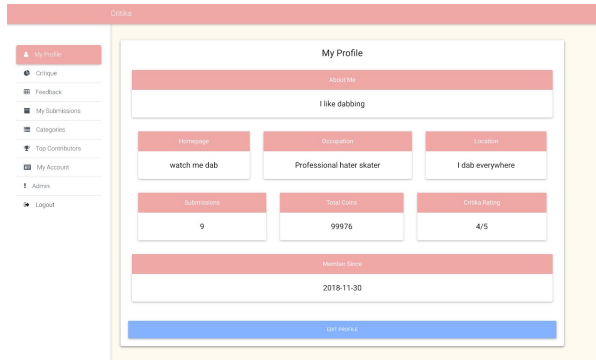 Critika
My Profile
Critique
Feedback
My Submissions
Categories
Top Contributors
My Account
Admin
Logout
My Profile
About Me
I like dabbing
Homepage
Occupation
Location
watch me dab
Professional hater skater
I dab everywhere
Submissions
Total Coins
Critika Rating
9
99976
4/5
Member Since
2018-11-30
EDIT PROFILE